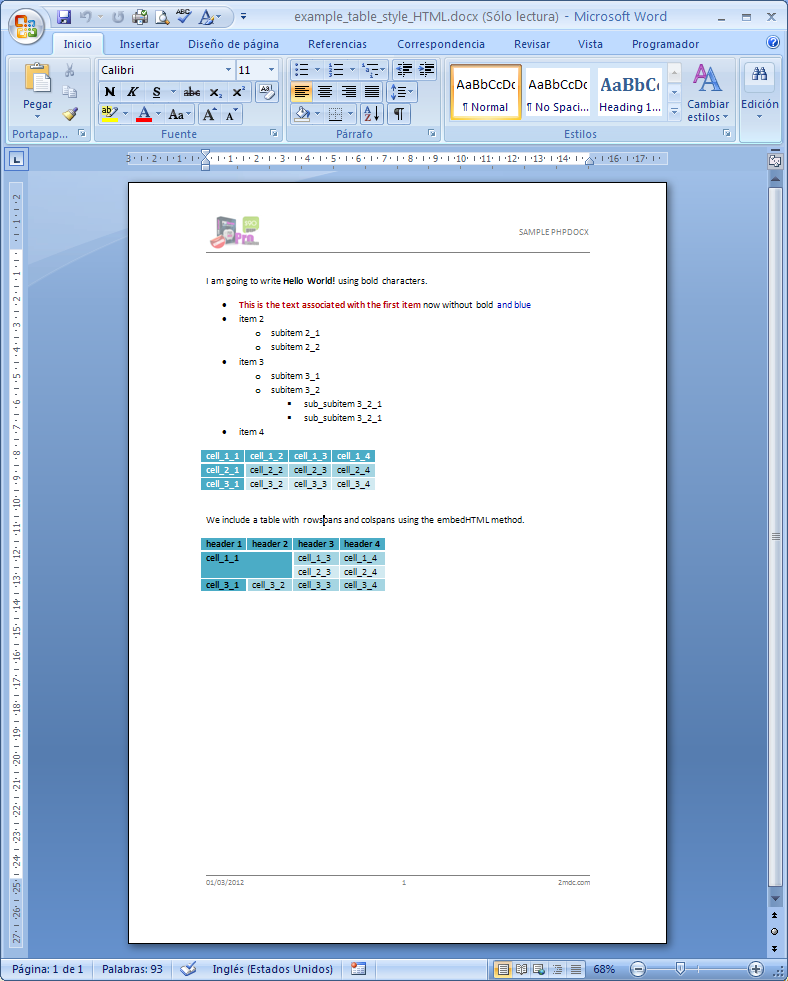 example_table_style_HTML.docx (Sólo lectura) - Microsoft Word
Inicio Insertar Diseño de página Referencias Correspondencia Revisar Vista Programador
Pegar
Portapap...
Calibri 11
N K S abc x₂ x²
ab A Aa A A
Fuente
Párrafo
AaBbCcDc AaBbCcDc AaBbCc
¶ Normal ¶ No Spaci... Heading 1...
Cambiar estilos
Estilos
Edición
SAMPLE PHPDOCX
I am going to write Hello World! using bold characters.
• This is the text associated with the first item now without bold and blue
• item 2
o subitem 2_1
o subitem 2_2
• item 3
o subitem 3_1
o subitem 3_2
▪ sub_subitem 3_2_1
▪ sub_subitem 3_2_1
• item 4
cell_1_1 cell_1_2 cell_1_3 cell_1_4
cell_2_1 cell_2_2 cell_2_3 cell_2_4
cell_3_1 cell_3_2 cell_3_3 cell_3_4
We include a table with rowspans and colspans using the embedHTML method.
header 1 header 2 header 3 header 4
cell_1_1 cell_1_3 cell_1_4
cell_2_3 cell_2_4
cell_3_1 cell_3_2 cell_3_3 cell_3_4
01/03/2012 1 2mdc.com
Página: 1 de 1 Palabras: 93 Inglés (Estados Unidos) 68%